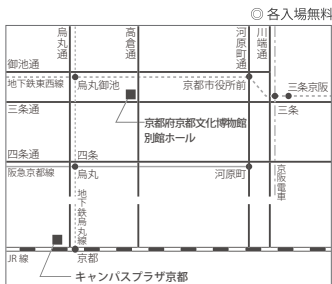 ◎ 各入場無料
烏丸通
高倉通
河原町通
川端通
御池通
地下鉄東西線
烏丸御池
京都市役所前
三条京阪
三条通
三条
京都府京都文化博物館
別館ホール
四条通
四条
阪急京都線
烏丸
河原町
京阪電車
地下鉄烏丸線
JR 線
京都
キャンパスプラザ京都